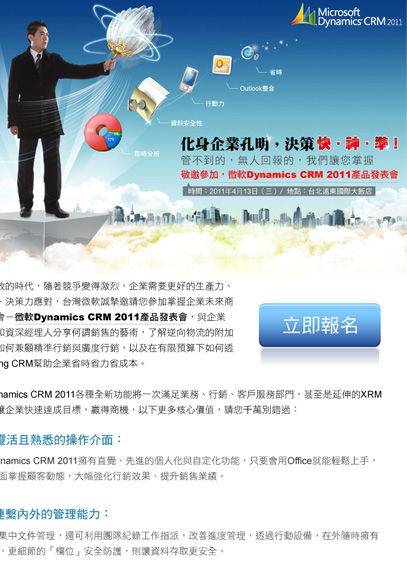 Microsoft
Dynamics CRM 2011
省時
Outlook整合
行動力
資料安全性
即時分析
化身企業孔明，決策快・神・準！
管不到的，無人回報的，我們讓您掌握
敬邀參加，微軟Dynamics CRM 2011產品發表會
時間：2011年4月13日（三）/ 地點：台北遠東國際大飯店
的時代，隨著競爭變得激烈，企業需要更好的生產力、
、決策力應對，台灣微軟誠摯邀請您參加掌握企業未來商
會－微軟Dynamics CRM 2011產品發表會，與企業
和資深經理人分享何謂銷售的藝術，了解逆向物流的附加
如何兼顧精準行銷與廣度行銷，以及在有限預算下如何透
ng CRM幫助企業省時省力省成本。
立即報名
namics CRM 2011各種全新功能將一次滿足業務、行銷、客戶服務部門，甚至是延伸的XRM
讓企業快速達成目標，贏得商機，以下更多核心價值，請您千萬別錯過：
靈活且熟悉的操作介面：
namics CRM 2011擁有直覺、先進的個人化與自定化功能，只要會用Office就能輕鬆上手。
面掌握顧客動態，大幅強化行銷效果、提升銷售業績。
連繫內外的管理能力：
集中文件管理，還可利用團隊紀錄工作指派，改善進度管理，透過行動設備，在外隨時擁有
，更細節的「欄位」安全防護，則讓資料存取更安全。